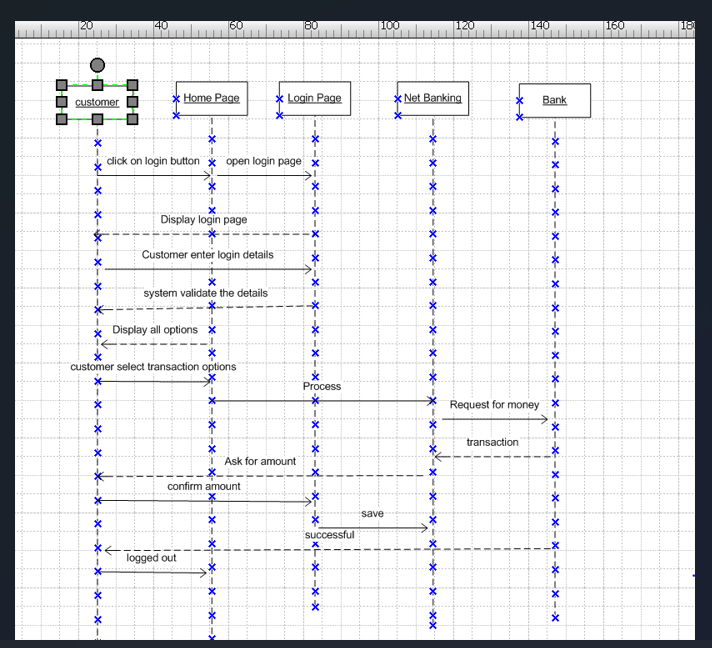 20 40 60 80 100 120 140 160 180
customer Home Page Login Page Net Banking Bank
click on login button open login page
Display login page
Customer enter login details
system validate the details
Display all options
customer select transaction options
Process
Request for money
transaction
Ask for amount
confirm amount
save
successful
logged out